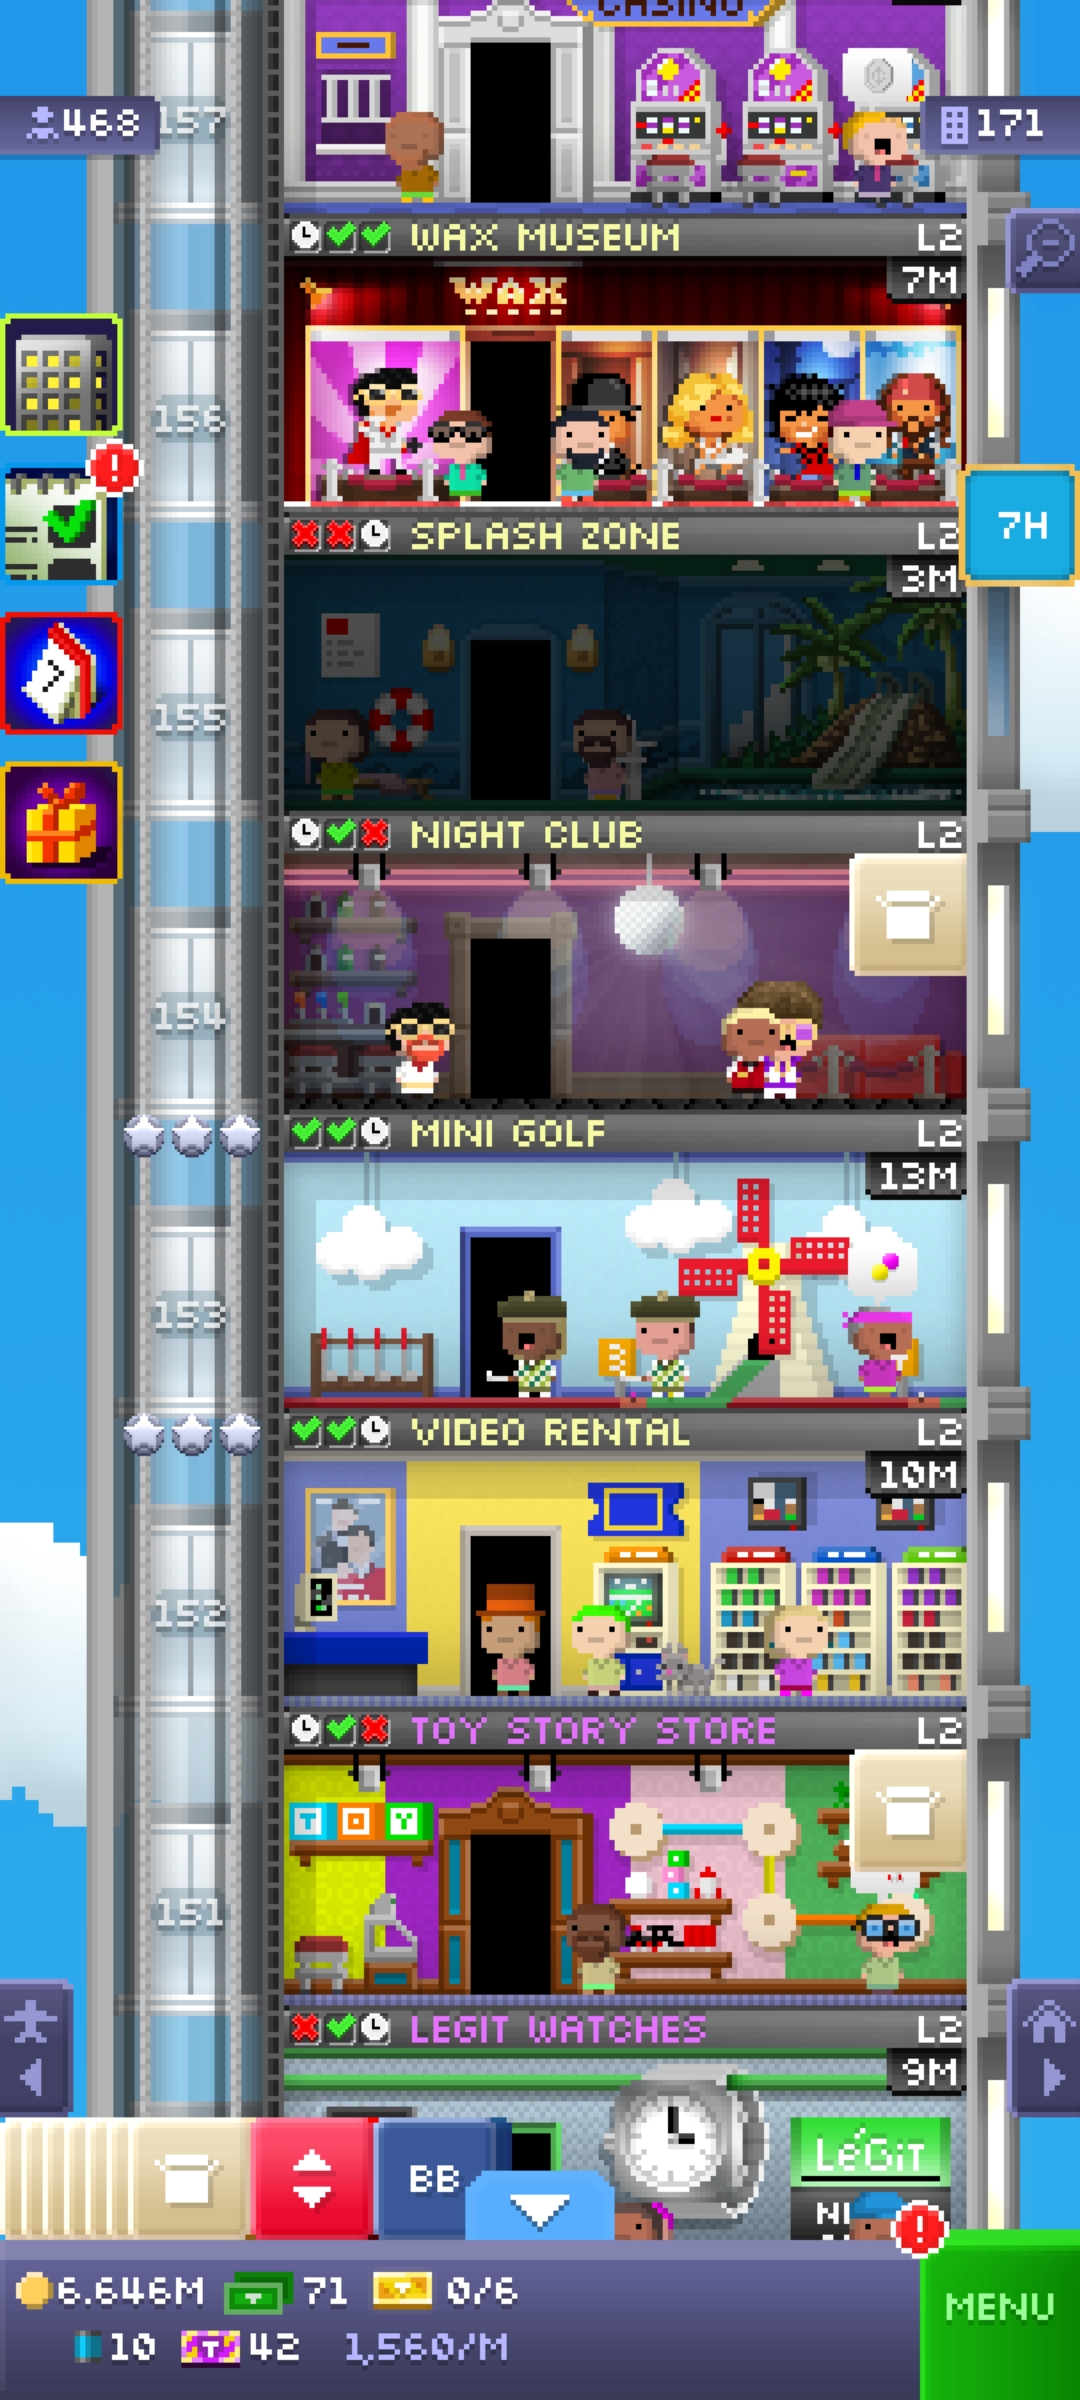 CASINO
468
157
171
WAX MUSEUM
L2
7M
WAX
156
SPLASH ZONE
L2
7H
3M
155
NIGHT CLUB
L2
154
MINI GOLF
L2
13M
153
VIDEO RENTAL
L2
10M
152
TOY STORY STORE
L2
TOY
151
LEGIT WATCHES
L2
9M
LéGiT
BB
NI
6.646M
71
0/6
MENU
10
T
42
1,560/M